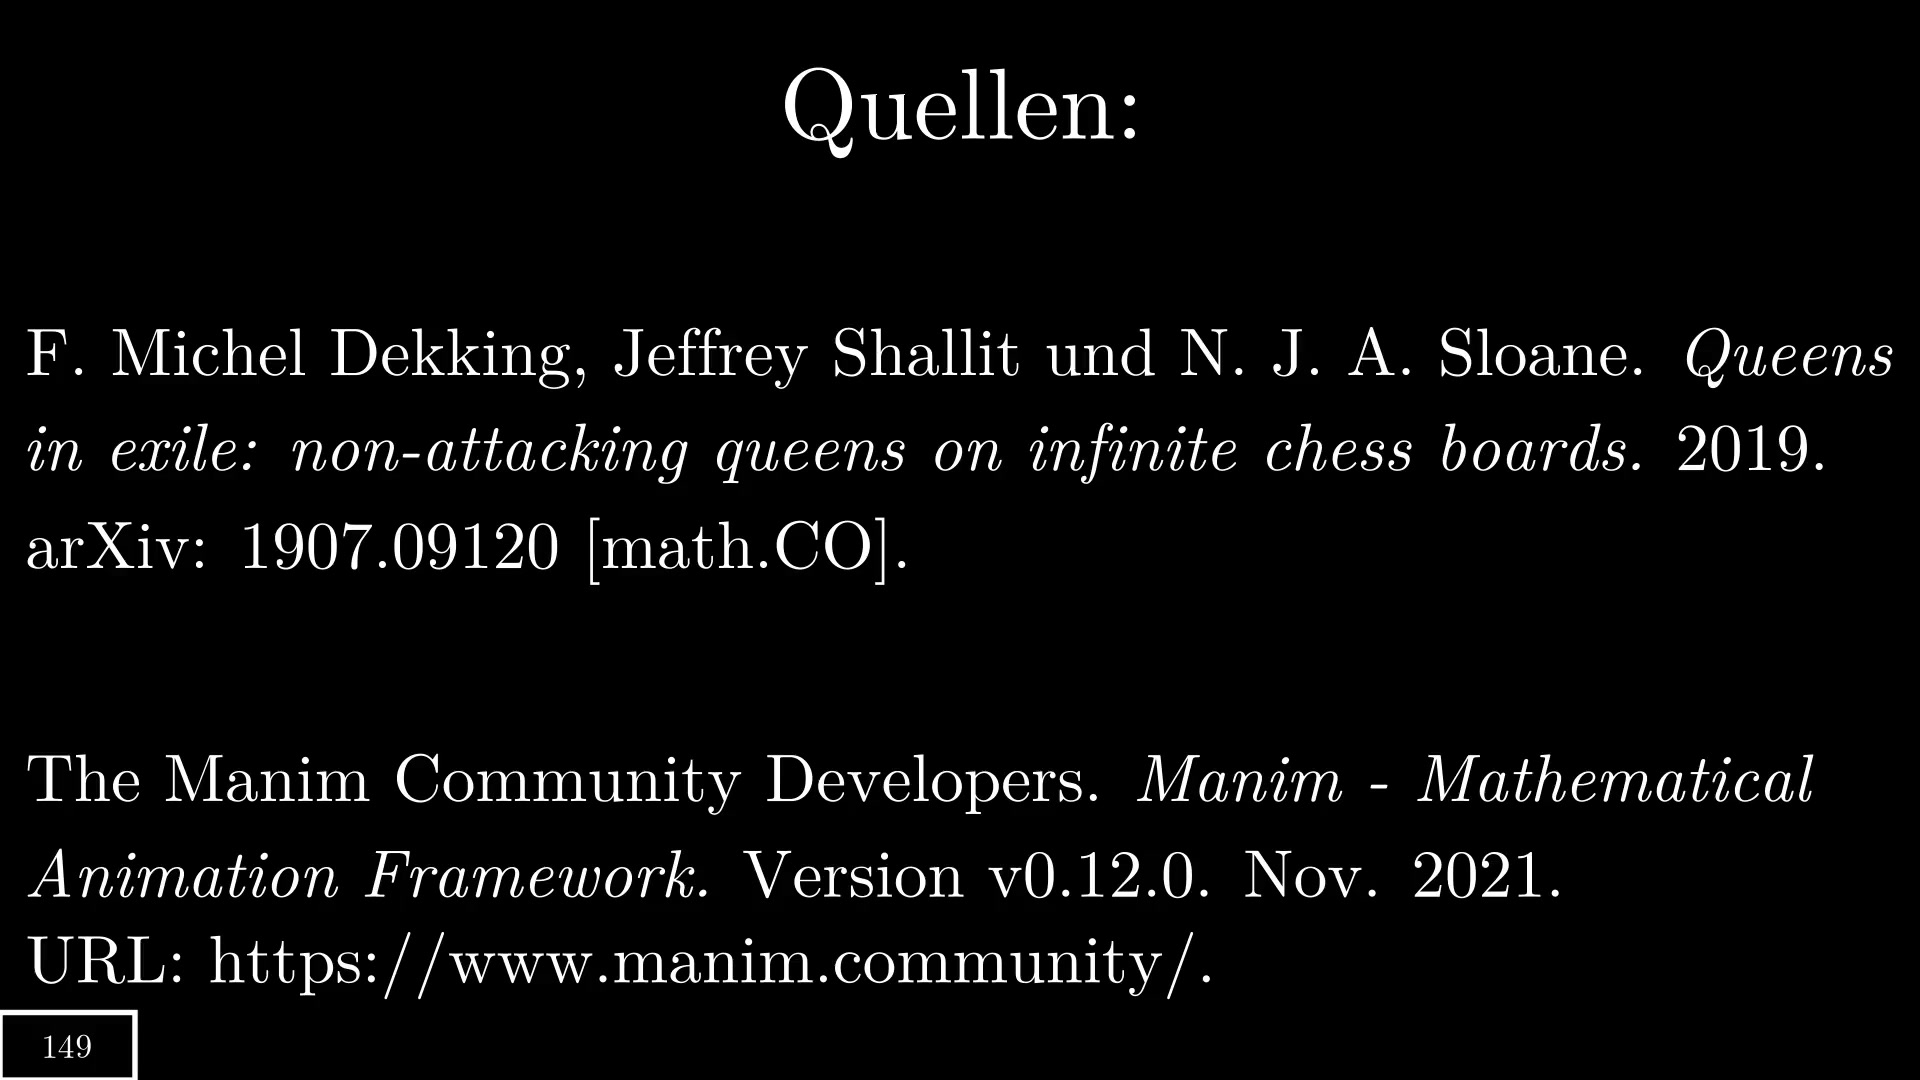 Quellen:
F. Michel Dekking, Jeffrey Shallit und N. J. A. Sloane. Queens
in exile: non-attacking queens on infinite chess boards. 2019.
arXiv: 1907.09120 [math.CO].
The Manim Community Developers. Manim - Mathematical
Animation Framework. Version v0.12.0. Nov. 2021.
URL: https://www.manim.community/.
149